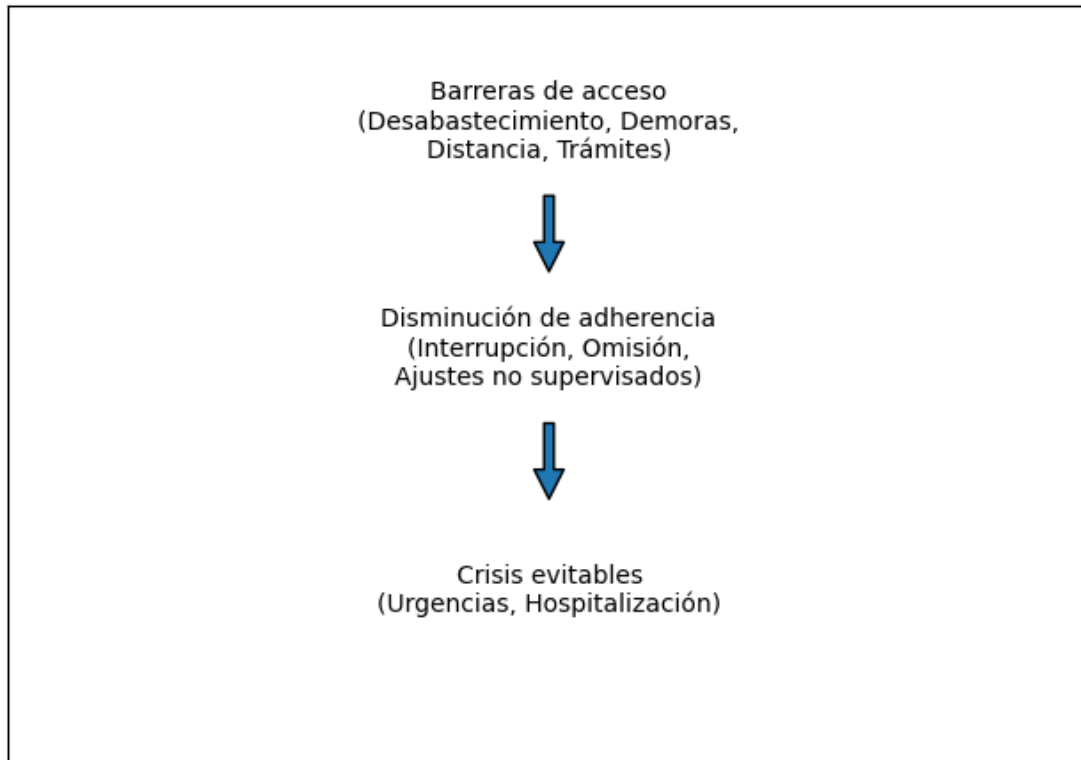 Barreras de acceso
(Desabastecimiento, Demoras,
Distancia, Trámites)
Disminución de adherencia
(Interrupción, Omisión,
Ajustes no supervisados)
Crisis evitables
(Urgencias, Hospitalización)